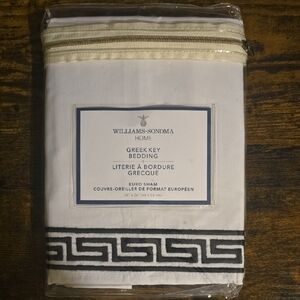 WILLIAMS-SONOMA
HOME
GREEK KEY
BEDDING
LITERIE À BORDURE
GRECQUE
EURO SHAM
COUVRE-OREILLER DE FORMAT EUROPÉEN